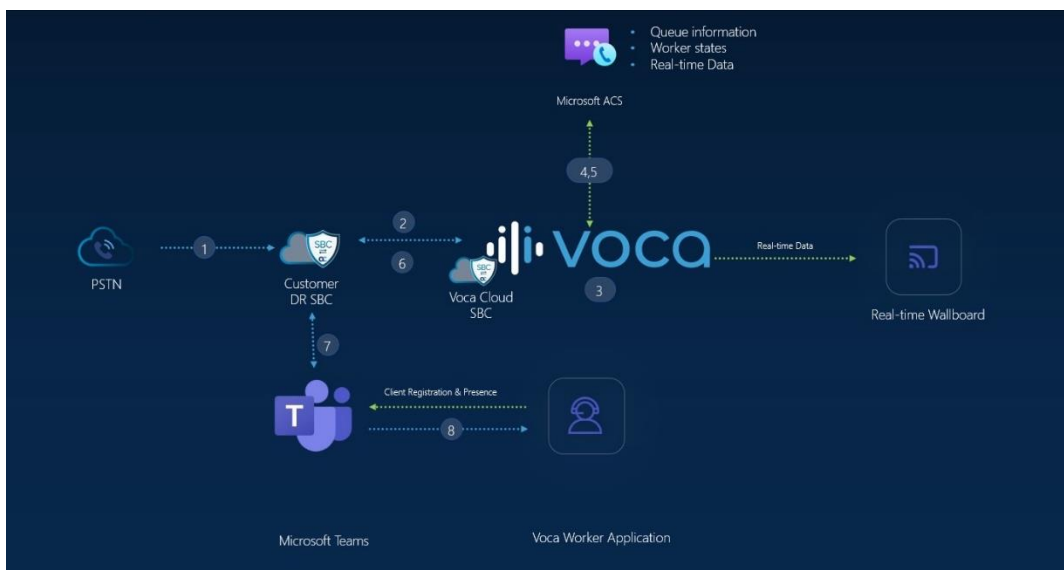 Queue information
Worker states
Real-time Data
Microsoft ACS
4,5
2
1
SBC
6
voca
Real-time Data
SBC
3
PSTN
Customer
DR SBC
Voca Cloud
SBC
Real-time Wallboard
7
Client Registration & Presence
T
8
Microsoft Teams
Voca Worker Application